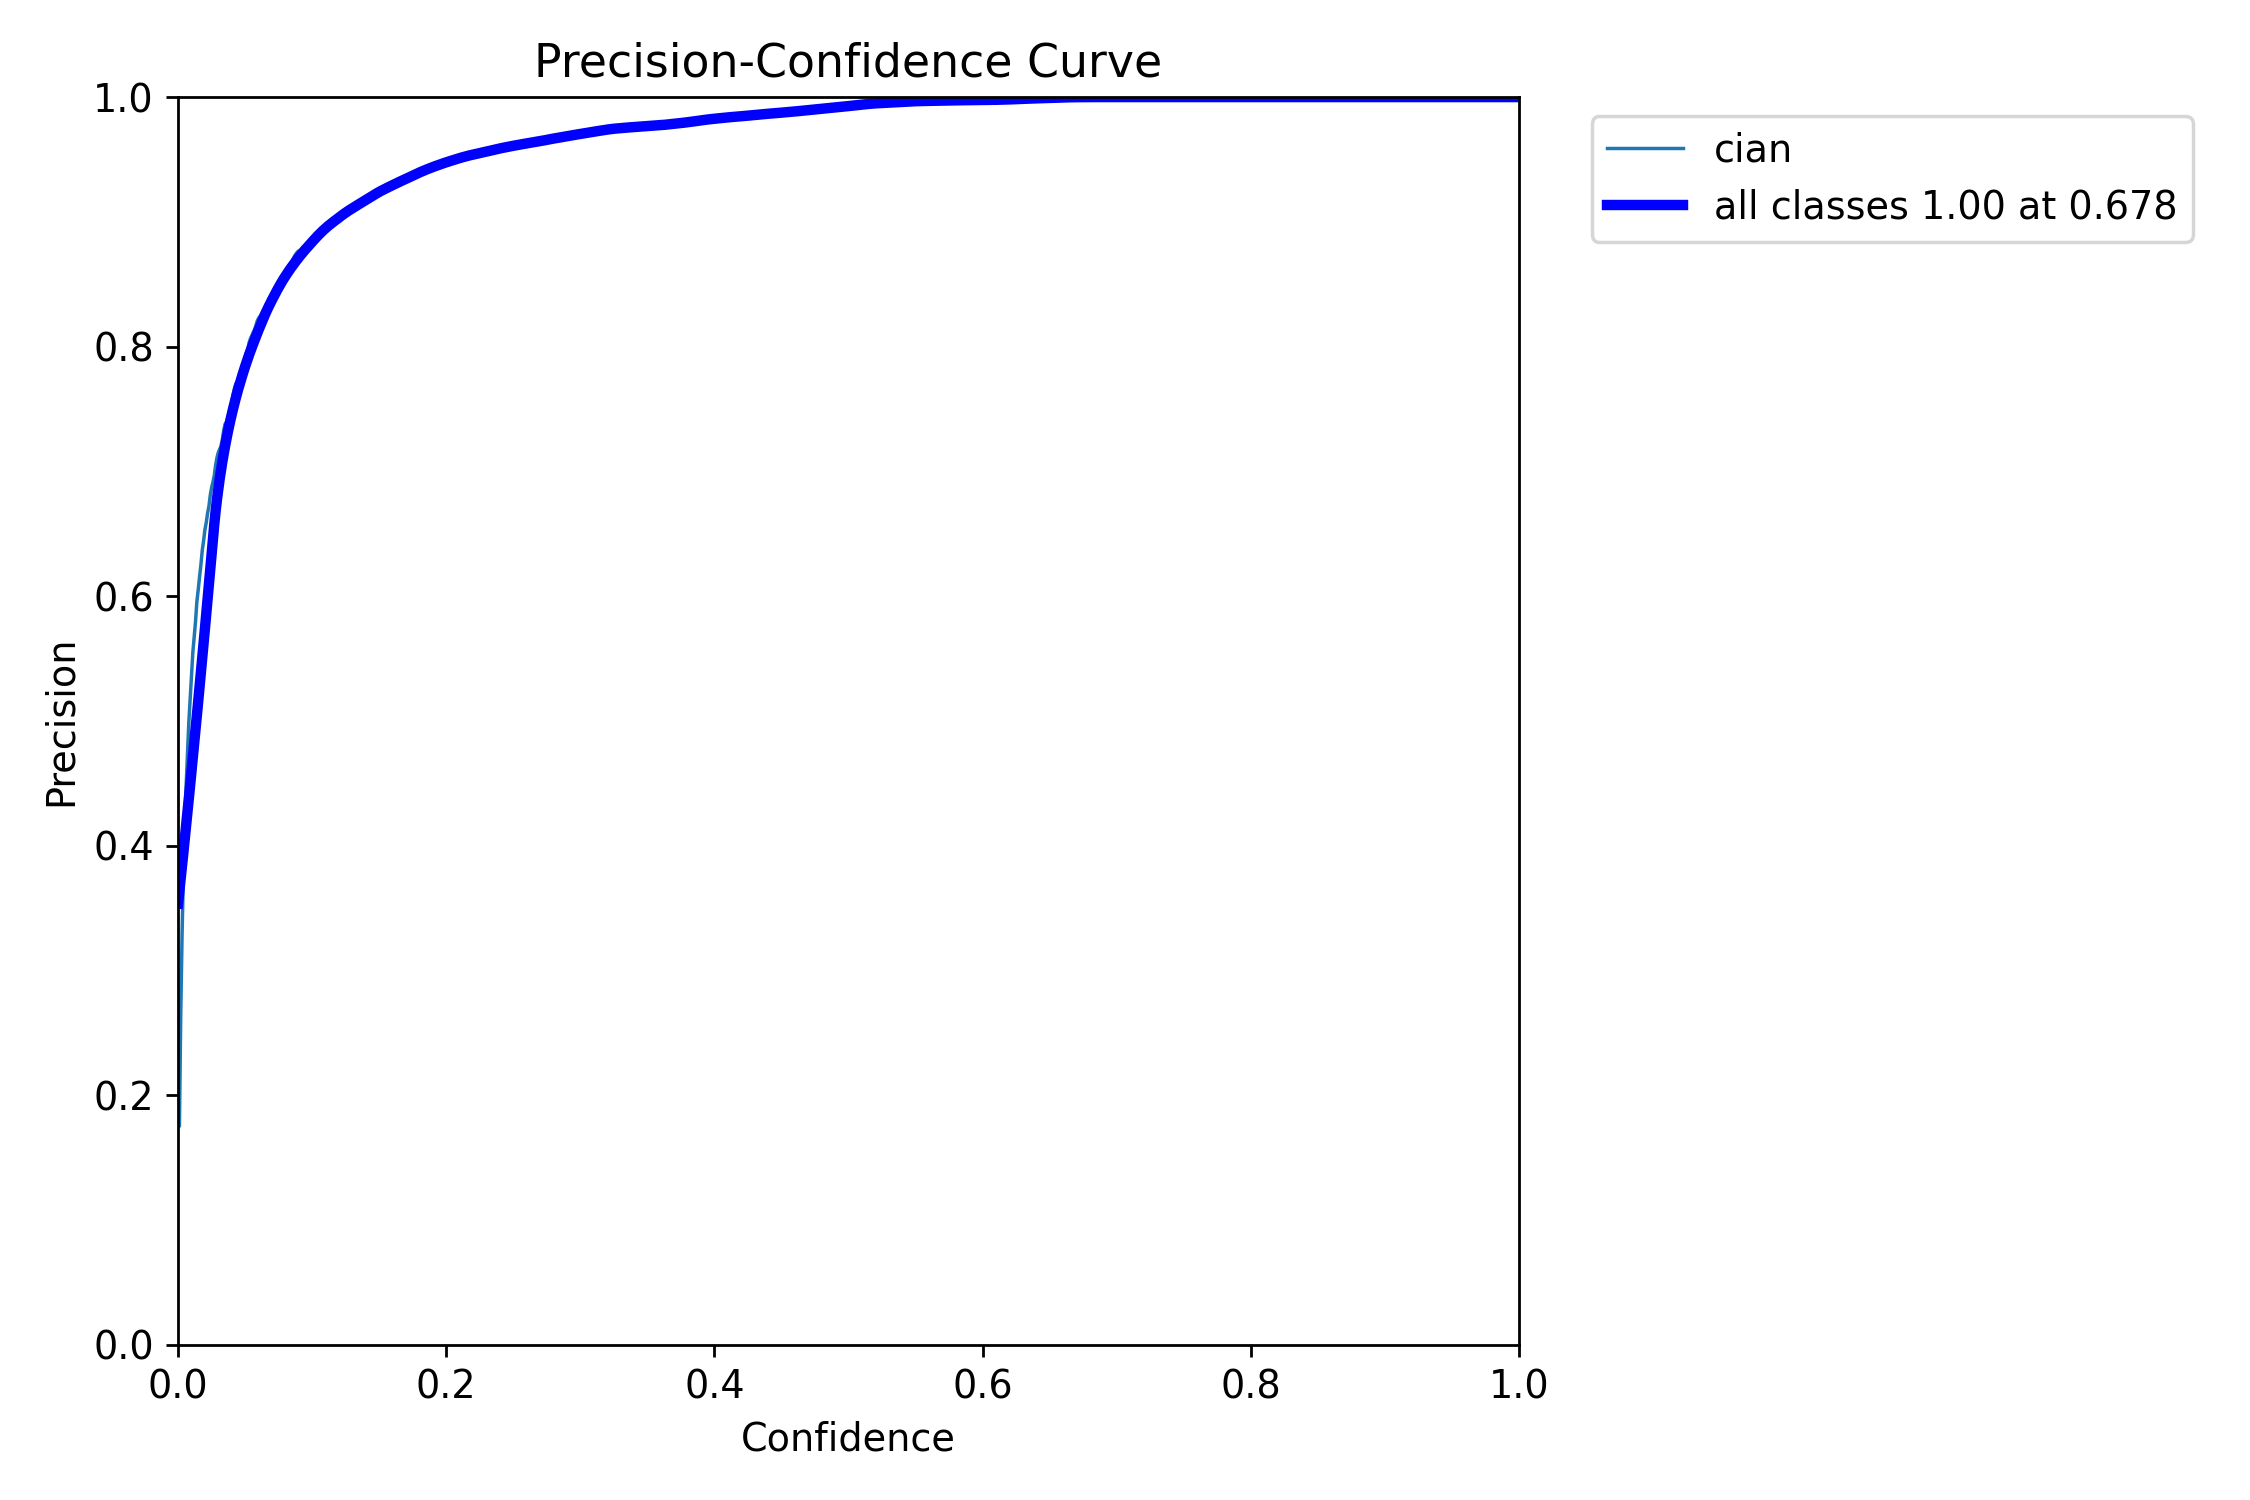 Precision-Confidence Curve
1.0
0.8
0.6
0.4
0.2
0.0
Precision
0.0 0.2 0.4 0.6 0.8 1.0
Confidence
cian
all classes 1.00 at 0.678